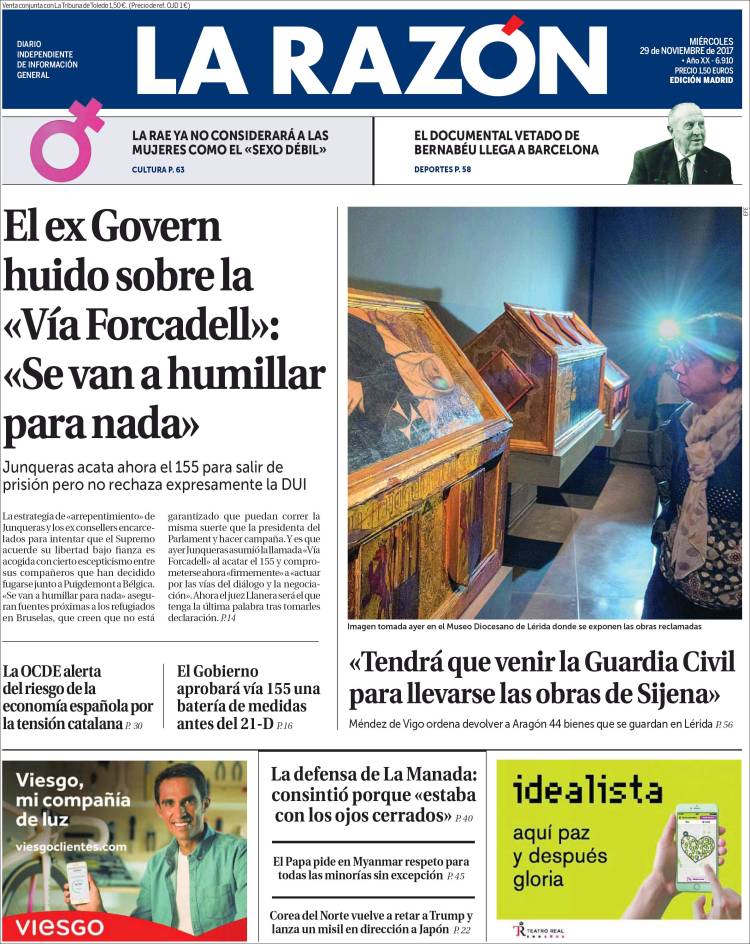 Venta conjunta con La Tribuna de Toledo 1,50 €. (Precio de ref. OJD 1 €)
DIARIO
INDEPENDIENTE
DE INFORMACIÓN
GENERAL
LA RAZÓN
MIÉRCOLES
29 de NOVIEMBRE de 2017
• Año XX - 6.910
PRECIO 1,50 EUROS
EDICIÓN MADRID
LA RAE YA NO CONSIDERARÁ A LAS
MUJERES COMO EL «SEXO DÉBIL»
CULTURA P. 63
EL DOCUMENTAL VETADO DE
BERNABÉU LLEGA A BARCELONA
DEPORTES P. 58
EFE
El ex Govern
huido sobre la
«Vía Forcadell»:
«Se van a humillar
para nada»
Junqueras acata ahora el 155 para salir de
prisión pero no rechaza expresamente la DUI
La estrategia de «arrepentimiento» de
Junqueras y los ex consellers encarce-
lados para intentar que el Supremo
acuerde su libertad bajo fianza es
acogida con cierto escepticismo entre
sus compañeros que han decidido
fugarse junto a Puigdemont a Bélgica.
«Se van a humillar para nada» asegu-
ran fuentes próximas a los refugiados
en Bruselas, que creen que no está
garantizado que puedan correr la
misma suerte que la presidenta del
Parlament y hacer campaña. Y es que
ayer Junqueras asumió la llamada «Vía
Forcadell» al acatar el 155 y compro-
meterse ahora «firmemente» a «actuar
por las vías del diálogo y la negocia-
ción». Ahora el juez Llanera será el que
tenga la última palabra tras tomarles
declaración. P.14
Imagen tomada ayer en el Museo Diocesano de Lérida donde se exponen las obras reclamadas
«Tendrá que venir la Guardia Civil
para llevarse las obras de Sijena»
Méndez de Vigo ordena devolver a Aragón 44 bienes que se guardan en Lérida P.56
La OCDE alerta
del riesgo de la
economía española por
la tensión catalana P. 30
El Gobierno
aprobará vía 155 una
batería de medidas
antes del 21-D P.16
Viesgo,
mi compañía
de luz
viesgoclientes.com
viesgo
La defensa de La Manada:
consintió porque «estaba
con los ojos cerrados» P.40
El Papa pide en Myanmar respeto para
todas las minorías sin excepción P.45
Corea del Norte vuelve a retar a Trump y
lanza un misil en dirección a Japón P.22
idealista
aquí paz
y después
gloria
TR TEATRO REAL